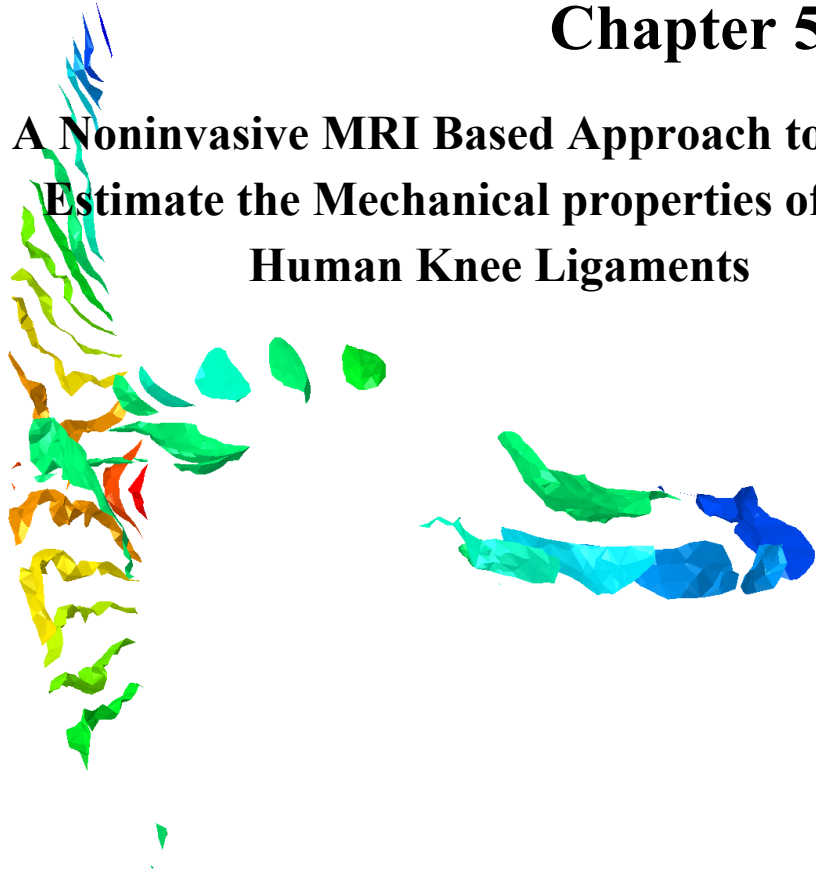 Chapter 5
A Noninvasive MRI Based Approach to
Estimate the Mechanical properties of
Human Knee Ligaments